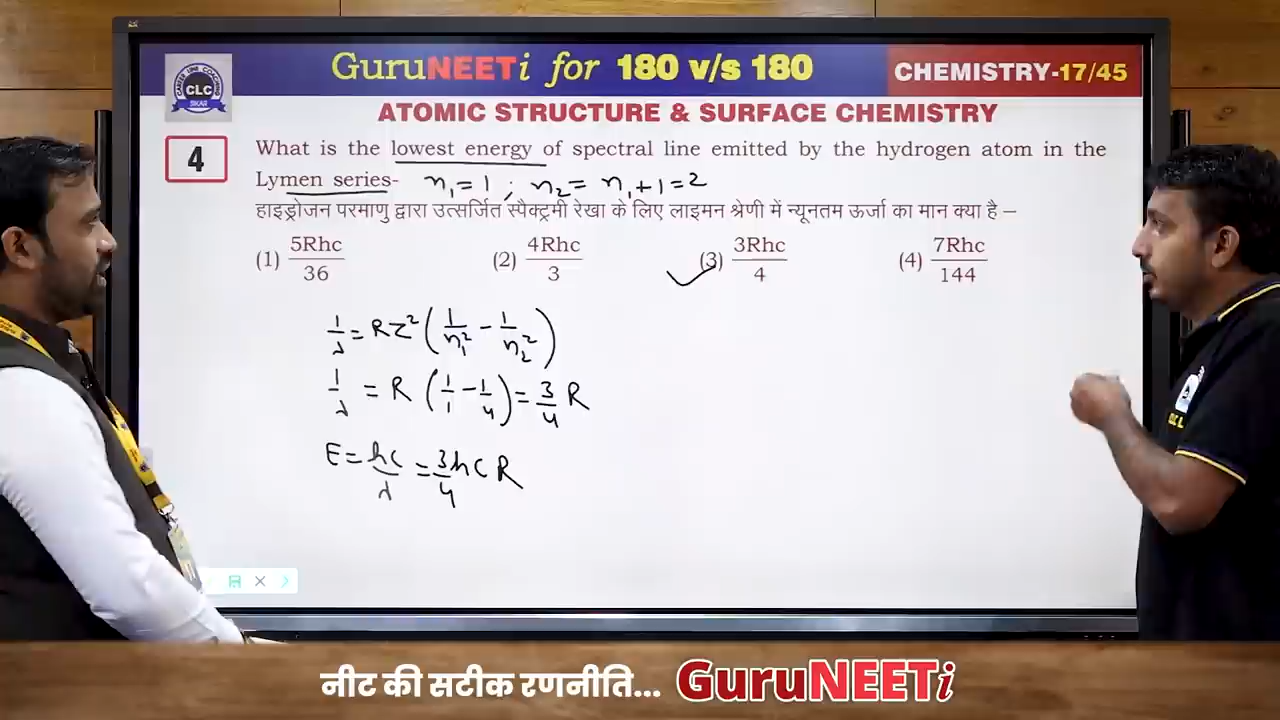 GuruNEETi for 180 v/s 180
CHEMISTRY-17/45
CLC
SIKAR
ATOMIC STRUCTURE & SURFACE CHEMISTRY
4
What is the lowest energy of spectral line emitted by the hydrogen atom in the
Lymen series- n₁=1 ; n₂= n₁+1=2
हाइड्रोजन परमाणु द्वारा उत्सर्जित स्पैक्ट्रमी रेखा के लिए लाइमन श्रेणी में न्यूनतम ऊर्जा का मान क्या है –
(1) 5Rhc/36 (2) 4Rhc/3 (3) 3Rhc/4 (4) 7Rhc/144
1/λ = RZ² (1/n₁² - 1/n₂²)
1/λ = R (1/1 - 1/4) = 3/4 R
E = hc/λ = 3/4 hc R
नीट की सटीक रणनीति... GuruNEETi